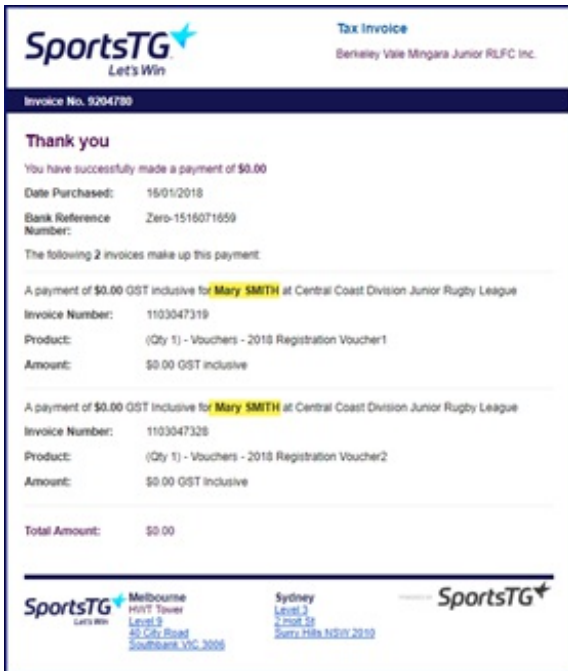 SportsTG
Let's Win
Tax Invoice
Berkeley Vale Mingara Junior RLFC Inc.
Invoice No. 9204780
Thank you
You have successfully made a payment of $0.00
Date Purchased: 16/01/2018
Bank Reference Number: Zero-1516071659
The following 2 invoices make up this payment.
A payment of $0.00 GST inclusive for Mary SMITH at Central Coast Division Junior Rugby League
Invoice Number: 1103047319
Product: (Qty 1) - Vouchers - 2018 Registration Voucher1
Amount: $0.00 GST inclusive
A payment of $0.00 GST Inclusive for Mary SMITH at Central Coast Division Junior Rugby League
Invoice Number: 1103047328
Product: (Qty 1) - Vouchers - 2018 Registration Voucher2
Amount: $0.00 GST Inclusive
Total Amount: $0.00
SportsTG
Let's Win
Melbourne
HWT Tower
Level 9
40 City Road
Southbank VIC 3006
Sydney
Level 3
2 Holt St
Surry Hills NSW 2010
SportsTG